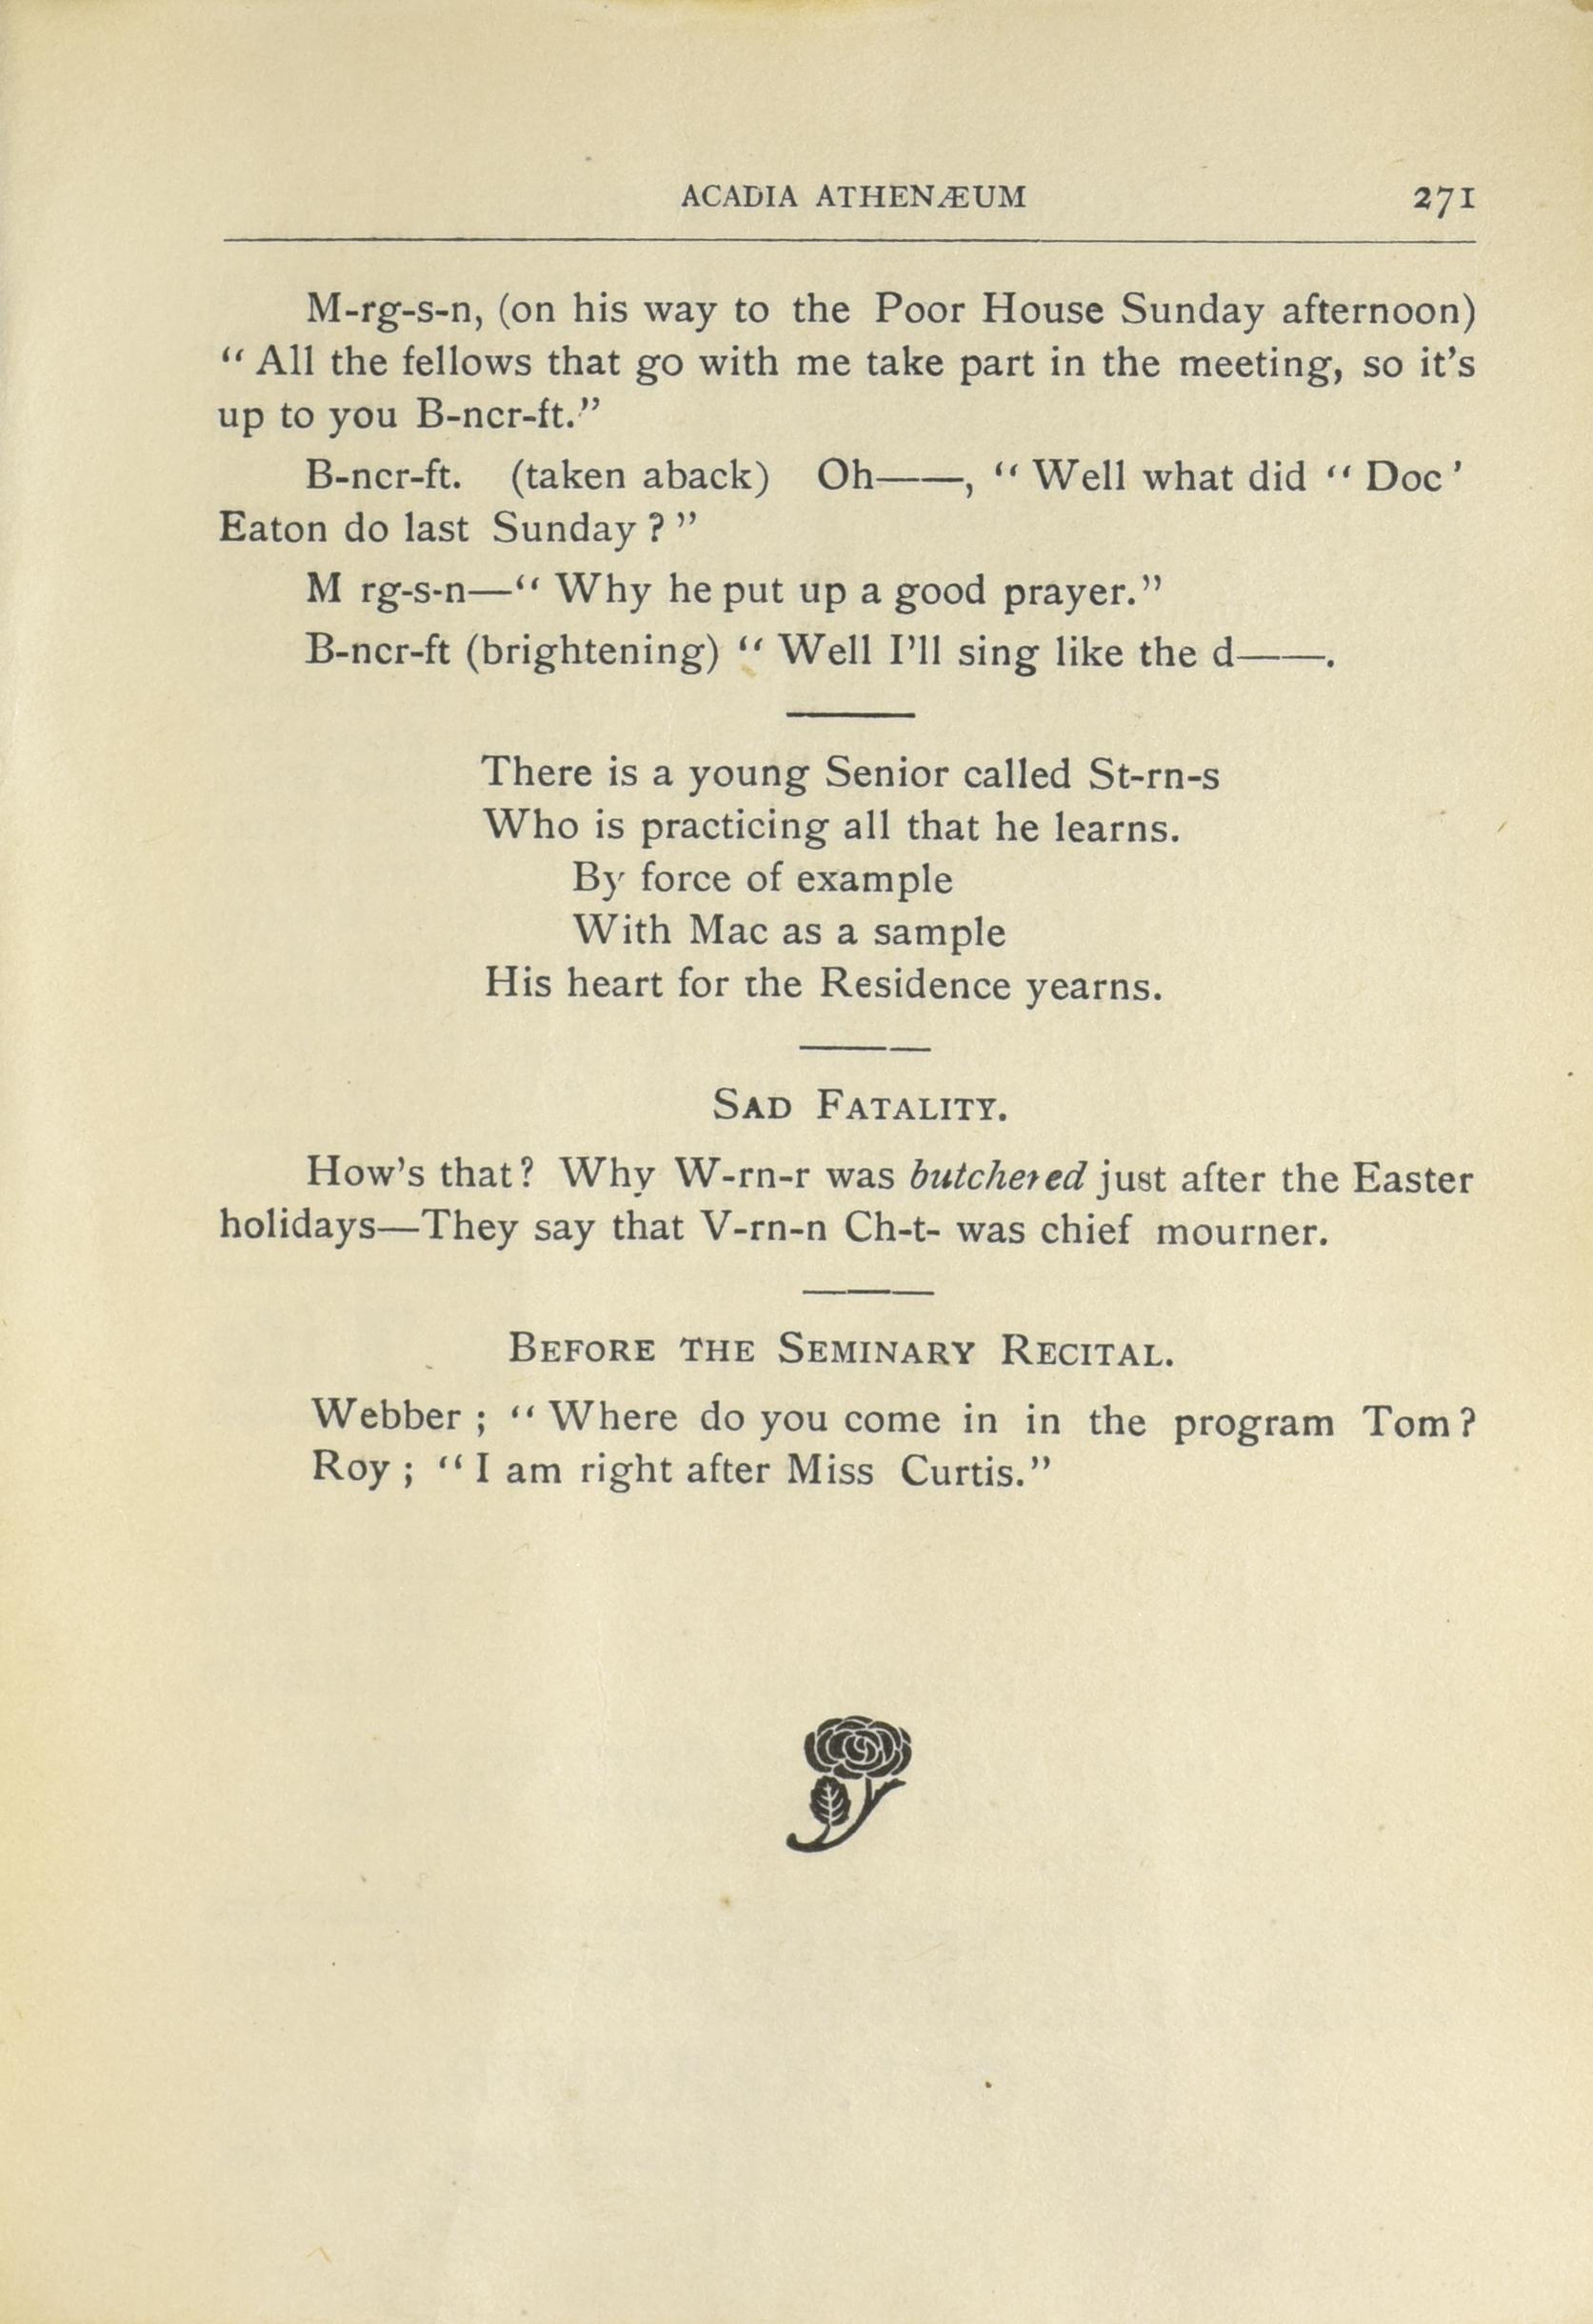 ACADIA ATHENÆUM 271
M-rg-s-n, (on his way to the Poor House Sunday afternoon)
“ All the fellows that go with me take part in the meeting, so it’s
up to you B-ncr-ft.”
B-ncr-ft. (taken aback) Oh——, “ Well what did “ Doc ’
Eaton do last Sunday ? ”
M rg-s-n—“ Why he put up a good prayer.”
B-ncr-ft (brightening) “ Well I’ll sing like the d——.
There is a young Senior called St-rn-s
Who is practicing all that he learns.
By force of example
With Mac as a sample
His heart for the Residence yearns.
SAD FATALITY.
How’s that? Why W-rn-r was butchered just after the Easter
holidays—They say that V-rn-n Ch-t- was chief mourner.
BEFORE THE SEMINARY RECITAL.
Webber ; “ Where do you come in in the program Tom ?
Roy ; “ I am right after Miss Curtis.”